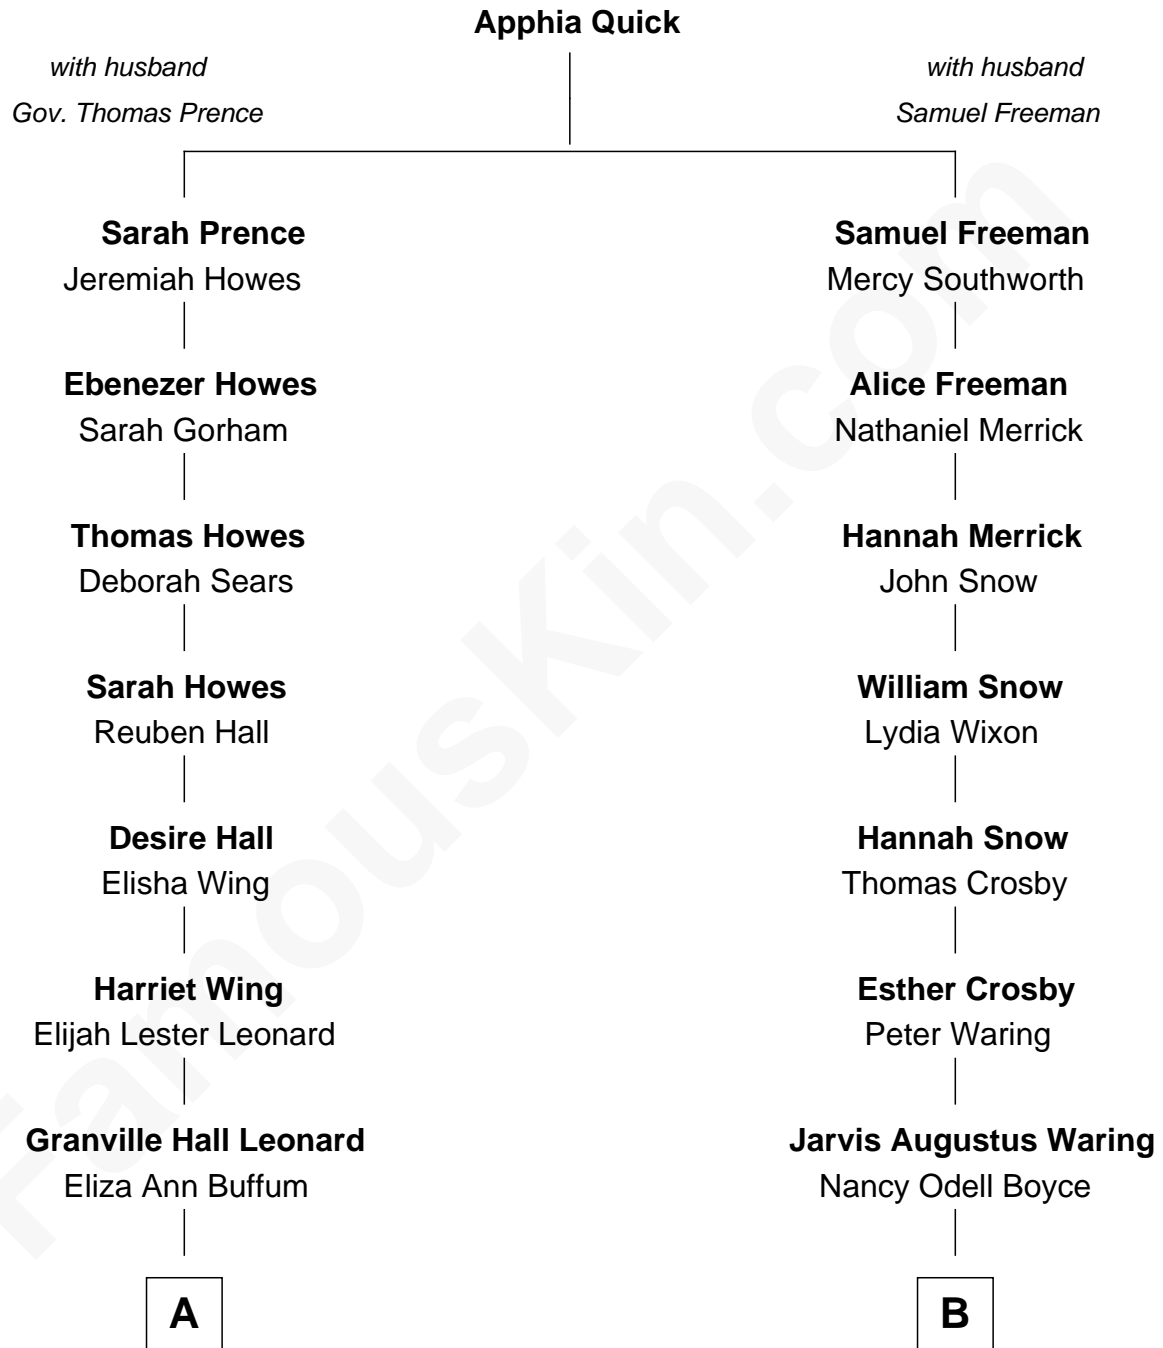 Apphia Quick
with husband
Gov. Thomas Prence
with husband
Samuel Freeman
Sarah Prence
Jeremiah Howes
Samuel Freeman
Mercy Southworth
Ebenezer Howes
Sarah Gorham
Alice Freeman
Nathaniel Merrick
Thomas Howes
Deborah Sears
Hannah Merrick
John Snow
Sarah Howes
Reuben Hall
William Snow
Lydia Wixon
Desire Hall
Elisha Wing
Hannah Snow
Thomas Crosby
Harriet Wing
Elijah Lester Leonard
Esther Crosby
Peter Waring
Granville Hall Leonard
Eliza Ann Buffum
Jarvis Augustus Waring
Nancy Odell Boyce
A
B
FamousKin.com